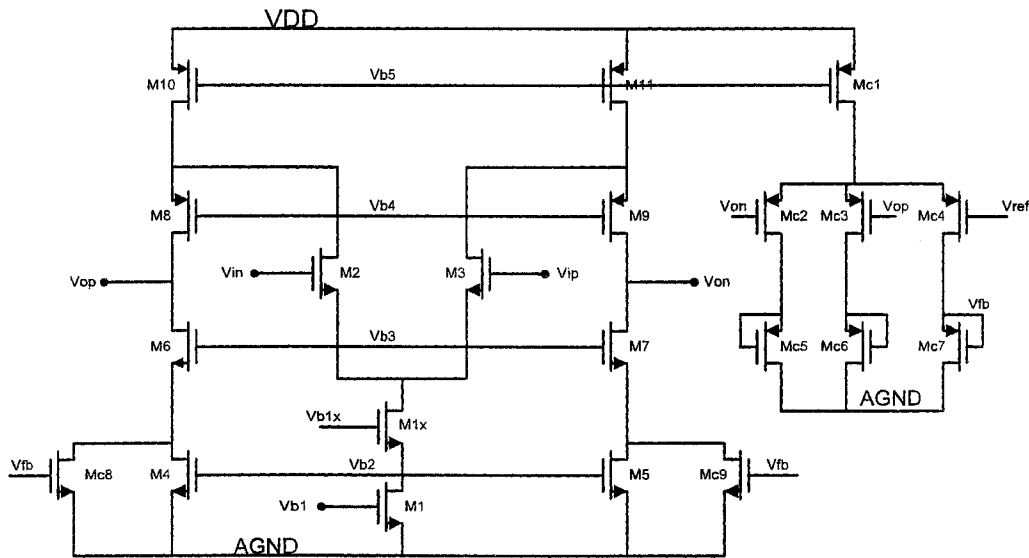 VDD
M10 Vb5 M11 Mc1
M8 Vb4 M9 Von Mc2 Mc3 Vop Mc4 Vref
Vop Vin M2 M3 Vip Von
M6 Vb3 M7 Mc5 Mc6 Mc7 Vfb
AGND
Vb1x M1x
Vfb Mc8 M4 Vb2 M5 Mc9 Vfb
Vb1 M1
AGND